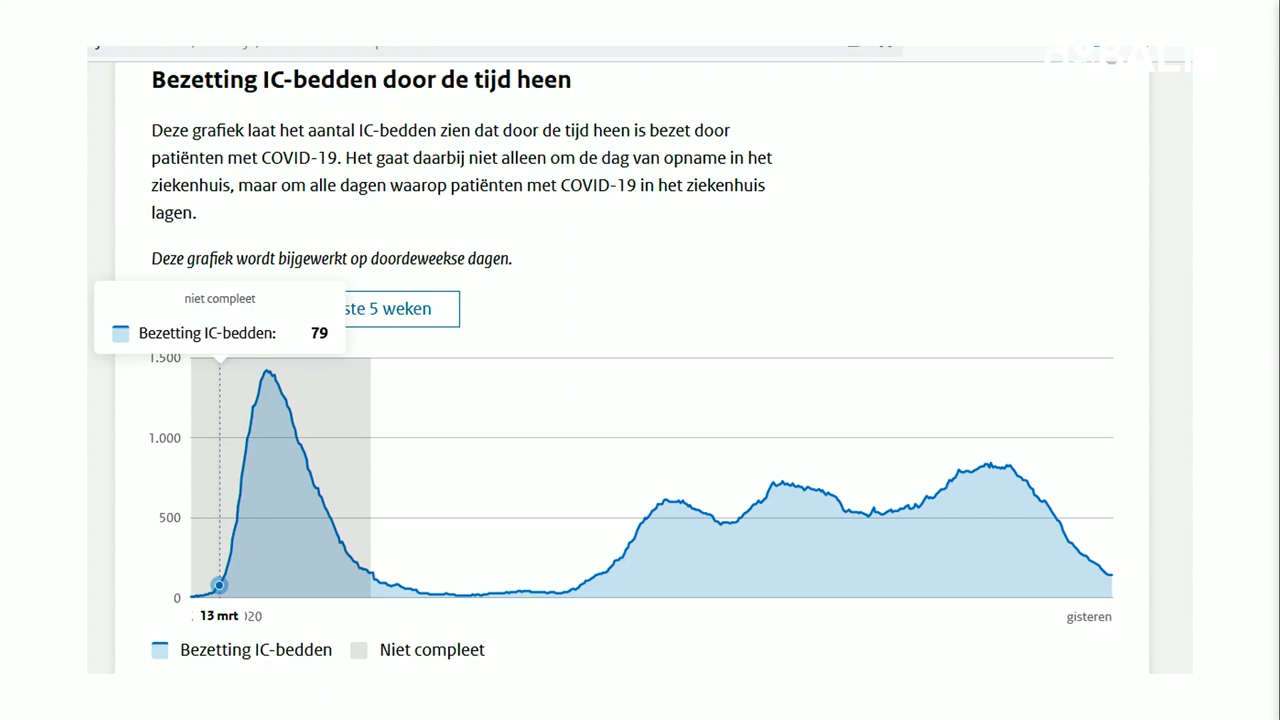 Bezetting IC-bedden door de tijd heen
Deze grafiek laat het aantal IC-bedden zien dat door de tijd heen is bezet door
patiënten met COVID-19. Het gaat daarbij niet alleen om de dag van opname in het
ziekenhuis, maar om alle dagen waarop patiënten met COVID-19 in het ziekenhuis
lagen.
Deze grafiek wordt bijgewerkt op doordeweekse dagen.
niet compleet
ste 5 weken
Bezetting IC-bedden: 79
1.500
1.000
500
0
13 mrt
gisteren
Bezetting IC-bedden
Niet compleet